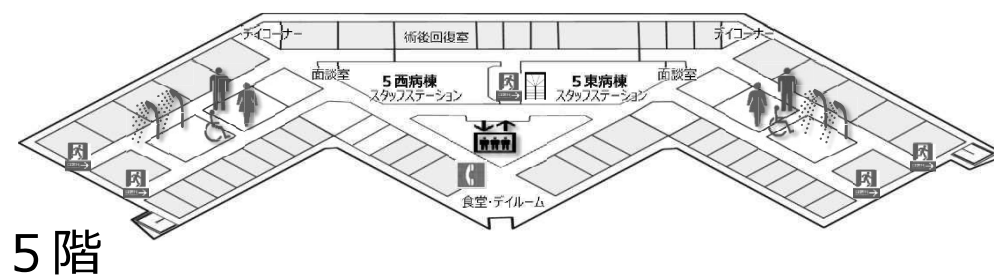 デイコーナー
術後回復室
デイコーナー
面談室
５西病棟
スタッフステーション
５東病棟
スタッフステーション
面談室
食堂・デイルーム
５階